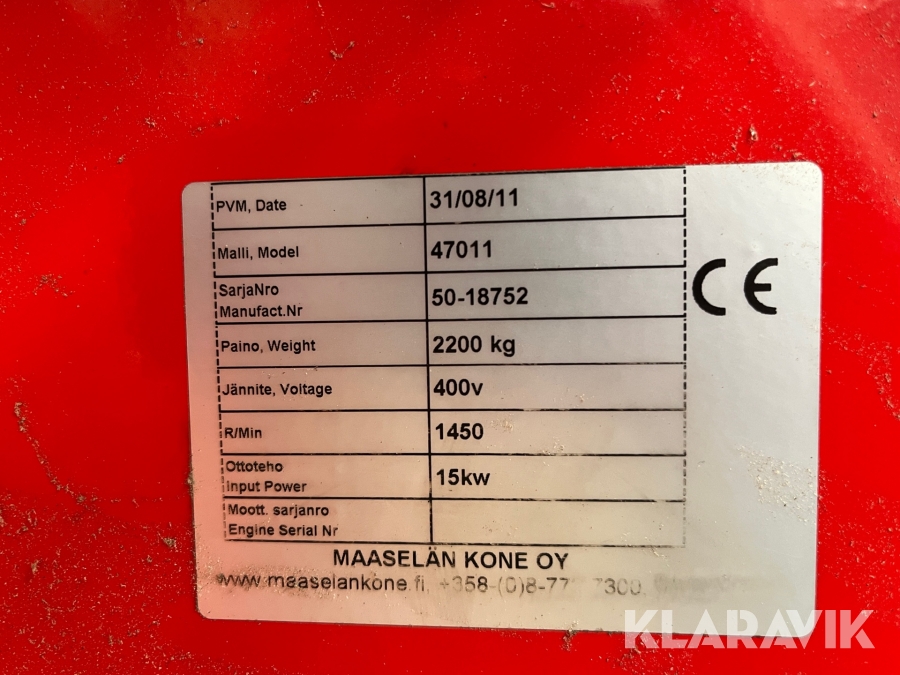 PVM, Date 31/08/11
Malli, Model 47011
SarjaNro
Manufact.Nr 50-18752
Paino, Weight 2200 kg
Jännite, Voltage 400v
R/Min 1450
Ottoteho
Input Power 15kw
Moott. sarjanro
Engine Serial Nr
CE
MAASELÄN KONE OY
www.maaselankone.fi,
KLARAVIK